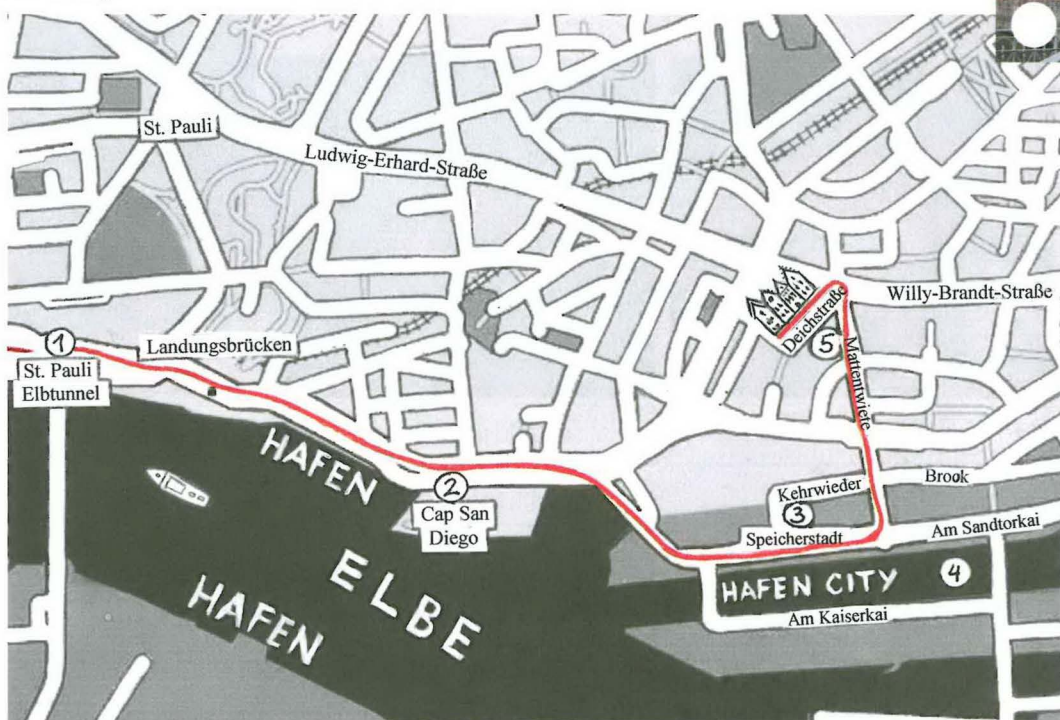 St. Pauli
Ludwig-Erhard-Straße
Willy-Brandt-Straße
Deichstraße
5
Mattentwiete
1
Landungsbrücken
St. Pauli
Elbtunnel
HAFEN
2
Cap San
Diego
Kehrwieder
Brook
3
Speicherstadt
Am Sandtorkai
ELBE
HAFEN
HAFEN CITY
4
Am Kaiserkai